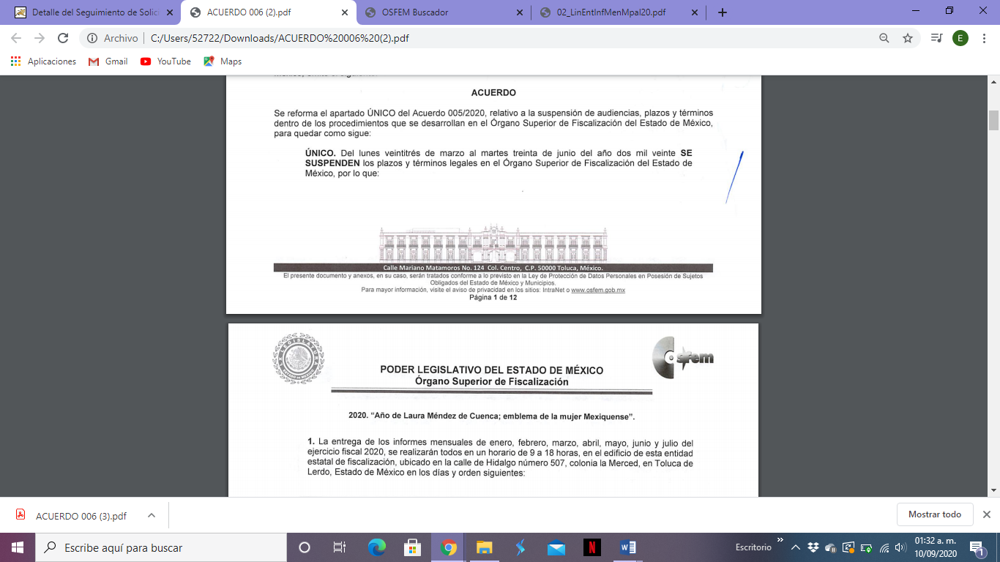 Detalle del Seguimiento de Solici
ACUERDO 006 (2).pdf
OSFEM Buscador
02_LinEntInfMenMpal20.pdf
Archivo
C:/Users/52722/Downloads/ACUERDO%20006%20(2).pdf
E
Aplicaciones
Gmail
YouTube
Maps
ACUERDO
Se reforma el apartado ÚNICO del Acuerdo 005/2020, relativo a la suspensión de audiencias, plazos y términos
dentro de los procedimientos que se desarrollan en el Órgano Superior de Fiscalización del Estado de México,
para quedar como sigue:
ÚNICO. Del lunes veintitrés de marzo al martes treinta de junio del año dos mil veinte SE
SUSPENDEN los plazos y términos legales en el Órgano Superior de Fiscalización del Estado de
México, por lo que:
Calle Mariano Matamoros No. 124 Col. Centro, C.P. 50000 Toluca, México.
El presente documento y anexos, en su caso, serán tratados conforme a lo previsto en la Ley de Protección de Datos Personales en Posesión de Sujetos
Obligados del Estado de México y Municipios.
Para mayor información, visite el aviso de privacidad en los sitios: IntraNet o www.osfem.gob.mx
Página 1 de 12
osfem
PODER LEGISLATIVO DEL ESTADO DE MÉXICO
Órgano Superior de Fiscalización
2020. “Año de Laura Méndez de Cuenca; emblema de la mujer Mexiquense”.
1. La entrega de los informes mensuales de enero, febrero, marzo, abril, mayo, junio y julio del
ejercicio fiscal 2020, se realizarán todos en un horario de 9 a 18 horas, en el edificio de esta entidad
estatal de fiscalización, ubicado en la calle de Hidalgo número 507, colonia la Merced, en Toluca de
Lerdo, Estado de México en los días y orden siguientes:
ACUERDO 006 (3).pdf
Mostrar todo
Escribe aquí para buscar
Escritorio
01:32 a. m.
10/09/2020
1